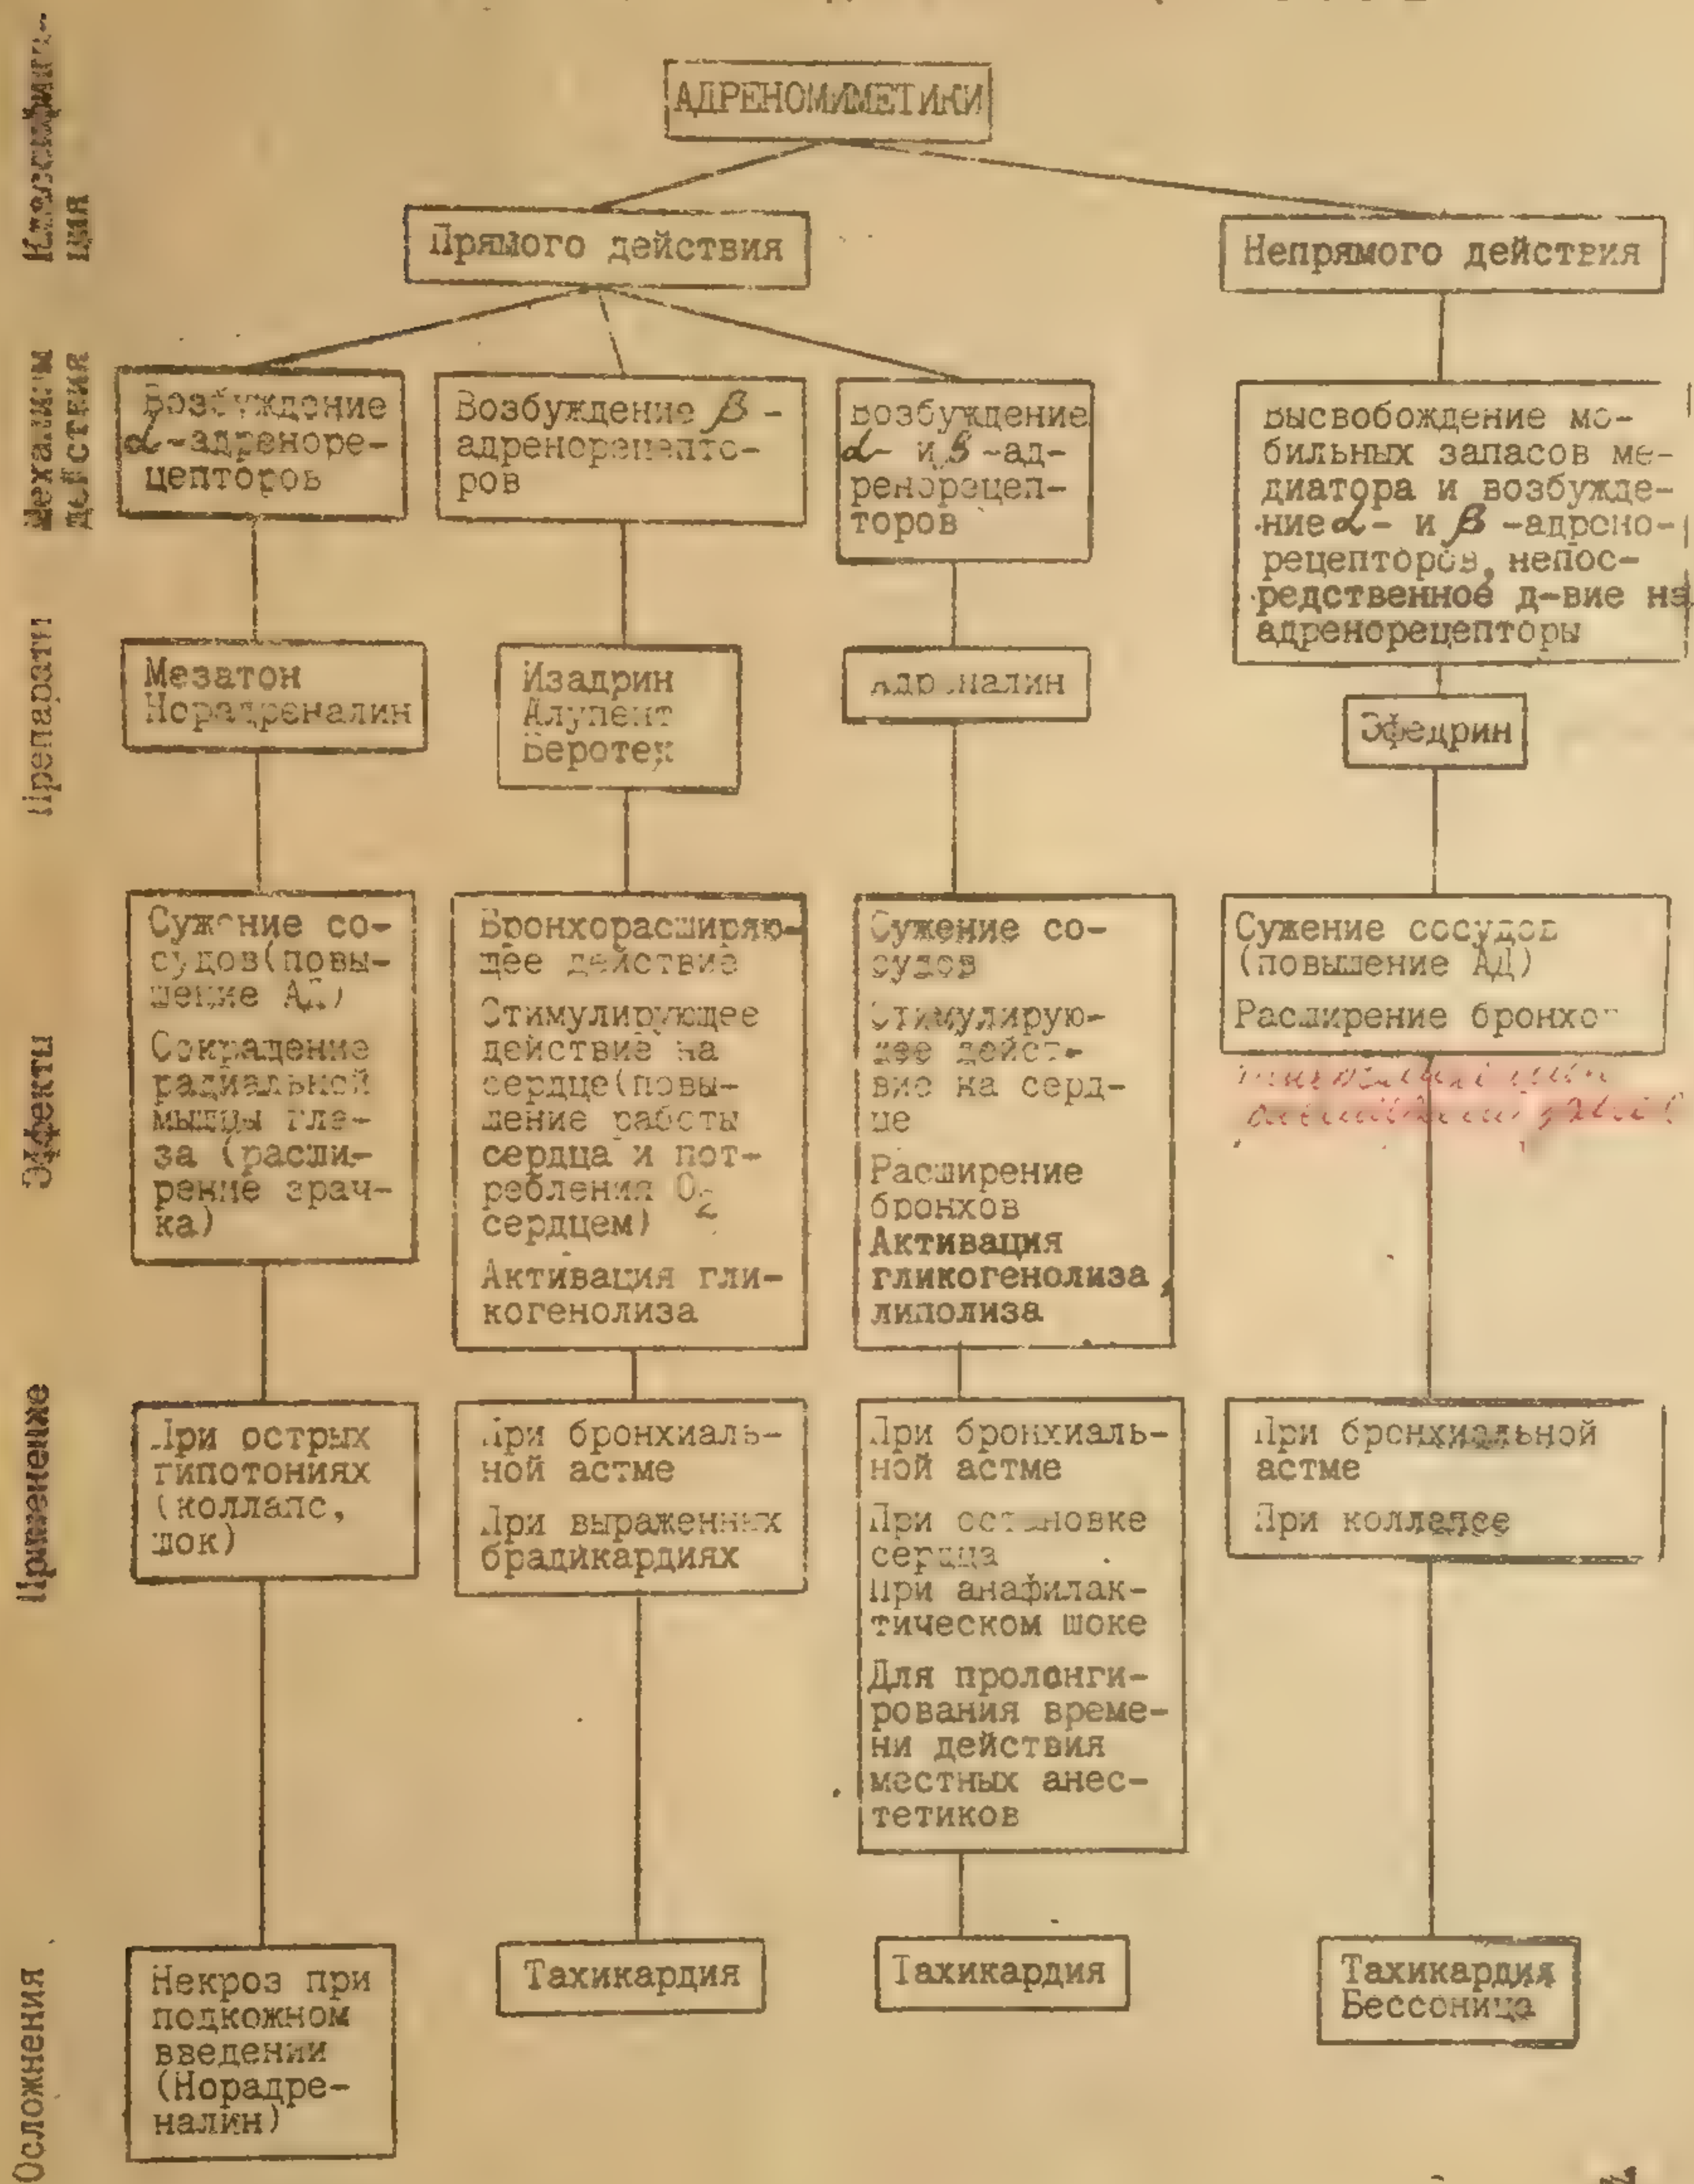 Классифика-
ция
АДРЕНОМИМЕТИКИ
Прямого действия
Непрямого действия
Механизм
действия
Возбуждение
α-адреноре-
цепторов
Возбуждение β-
адренорецепто-
ров
Возбуждение
α- и β-ад-
ренорецеп-
торов
Высвобождение мо-
бильных запасов ме-
диатора и возбужде-
ние α- и β-адрено-
рецепторов, непос-
редственное д-вие на
адренорецепторы
Препараты
Мезатон
Норадреналин
Изадрин
Алупент
Беротек
Адреналин
Эфедрин
Эффекты
Сужение со-
судов(повы-
шение АД)
Сокращение
радиальной
мышцы гла-
за (расши-
рение зрач-
ка)
Бронхорасширяю-
щее действие
Стимулирующее
действие на
сердце(повы-
шение работы
сердца и пот-
ребления O2
сердцем)
Активация гли-
когенолиза
Сужение со-
судов
Стимулирую-
щее дейст-
вие на серд-
це
Расширение
бронхов
Активация
гликогенолиза,
липолиза
Сужение сосудов
(повышение АД)
Расширение бронхов
Применение
При острых
гипотониях
(коллапс,
шок)
При бронхиаль-
ной астме
При выраженных
брадикардиях
При бронхиаль-
ной астме
При остановке
сердца
При анафилак-
тическом шоке
Для пролонги-
рования време-
ни действия
местных анес-
тетиков
При бронхиальной
астме
При коллапсе
Осложнения
Некроз при
подкожном
введении
(Норадре-
налин)
Тахикардия
Тахикардия
Тахикардия
Бессоница